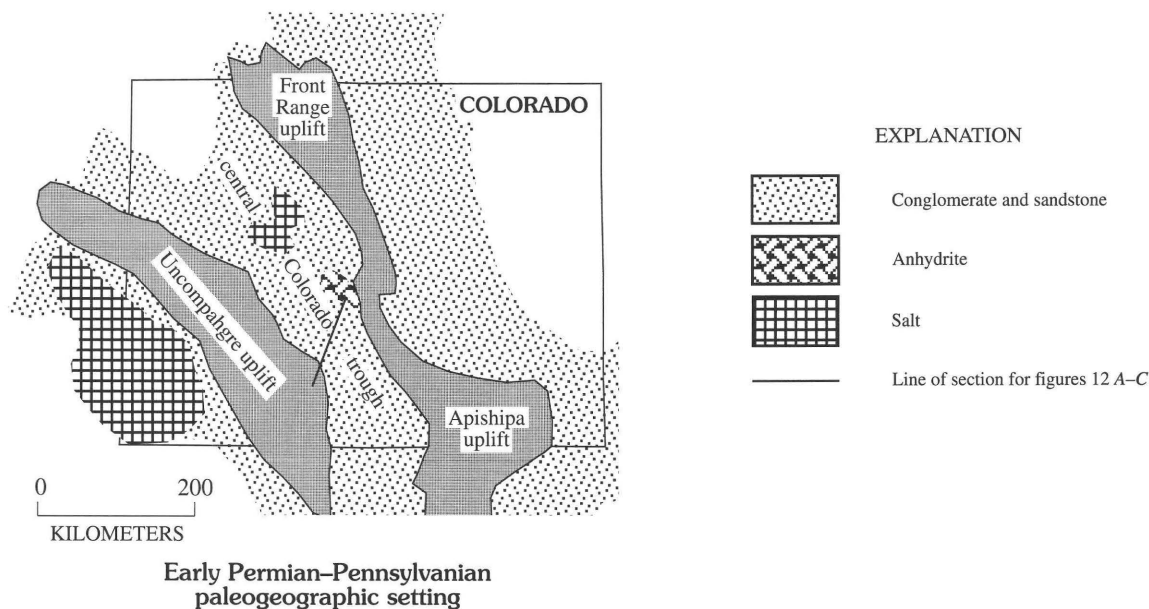 Front
Range
uplift
COLORADO
central
Colorado
trough
Uncompahgre uplift
Apishipa
uplift
0 200
KILOMETERS
Early Permian–Pennsylvanian
paleogeographic setting
EXPLANATION
Conglomerate and sandstone
Anhydrite
Salt
Line of section for figures 12 A–C